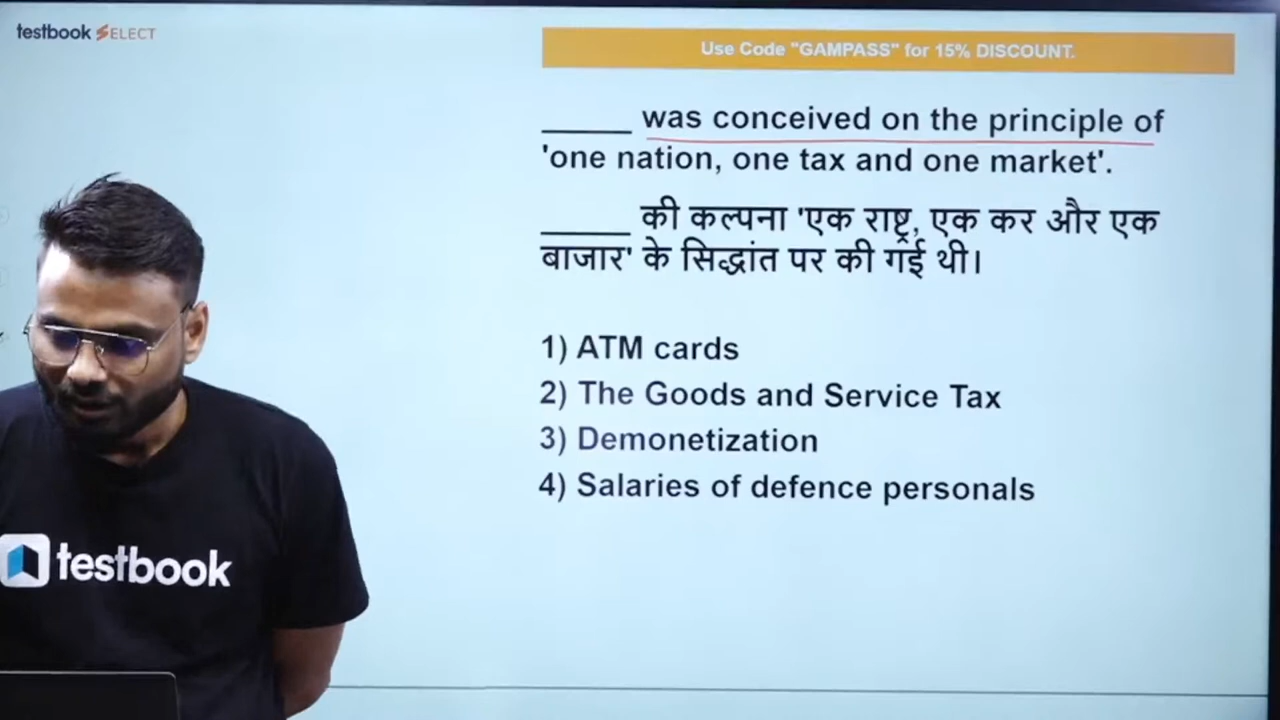 testbook SELECT
Use Code "GAMPASS" for 15% DISCOUNT.
_____ was conceived on the principle of
'one nation, one tax and one market'.
_____ की कल्पना 'एक राष्ट्र, एक कर और एक
बाजार' के सिद्धांत पर की गई थी।
1) ATM cards
2) The Goods and Service Tax
3) Demonetization
4) Salaries of defence personals
testbook